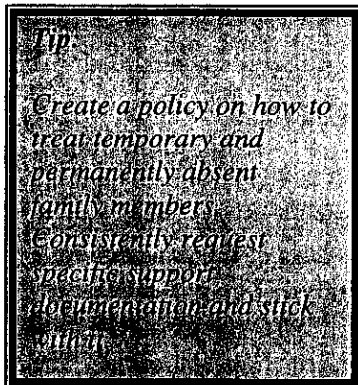 Tip
Create a policy on how to
treat temporary and
permanently absent
family members.
Consistently request
specific support
documentation and stick
with it.